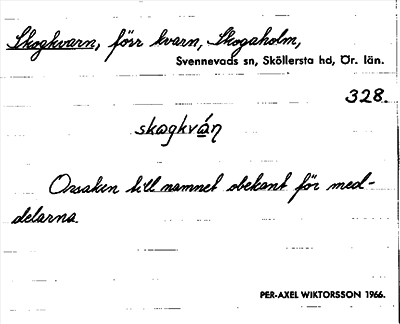 Skogkvarn, förr kvarn, Skogaholm,
Svennevads sn, Sköllersta hd, Ör. län.
328.
skogkván
Orsaken till namnet obekant för med-
delarna.
PER-AXEL WIKTORSSON 1966.